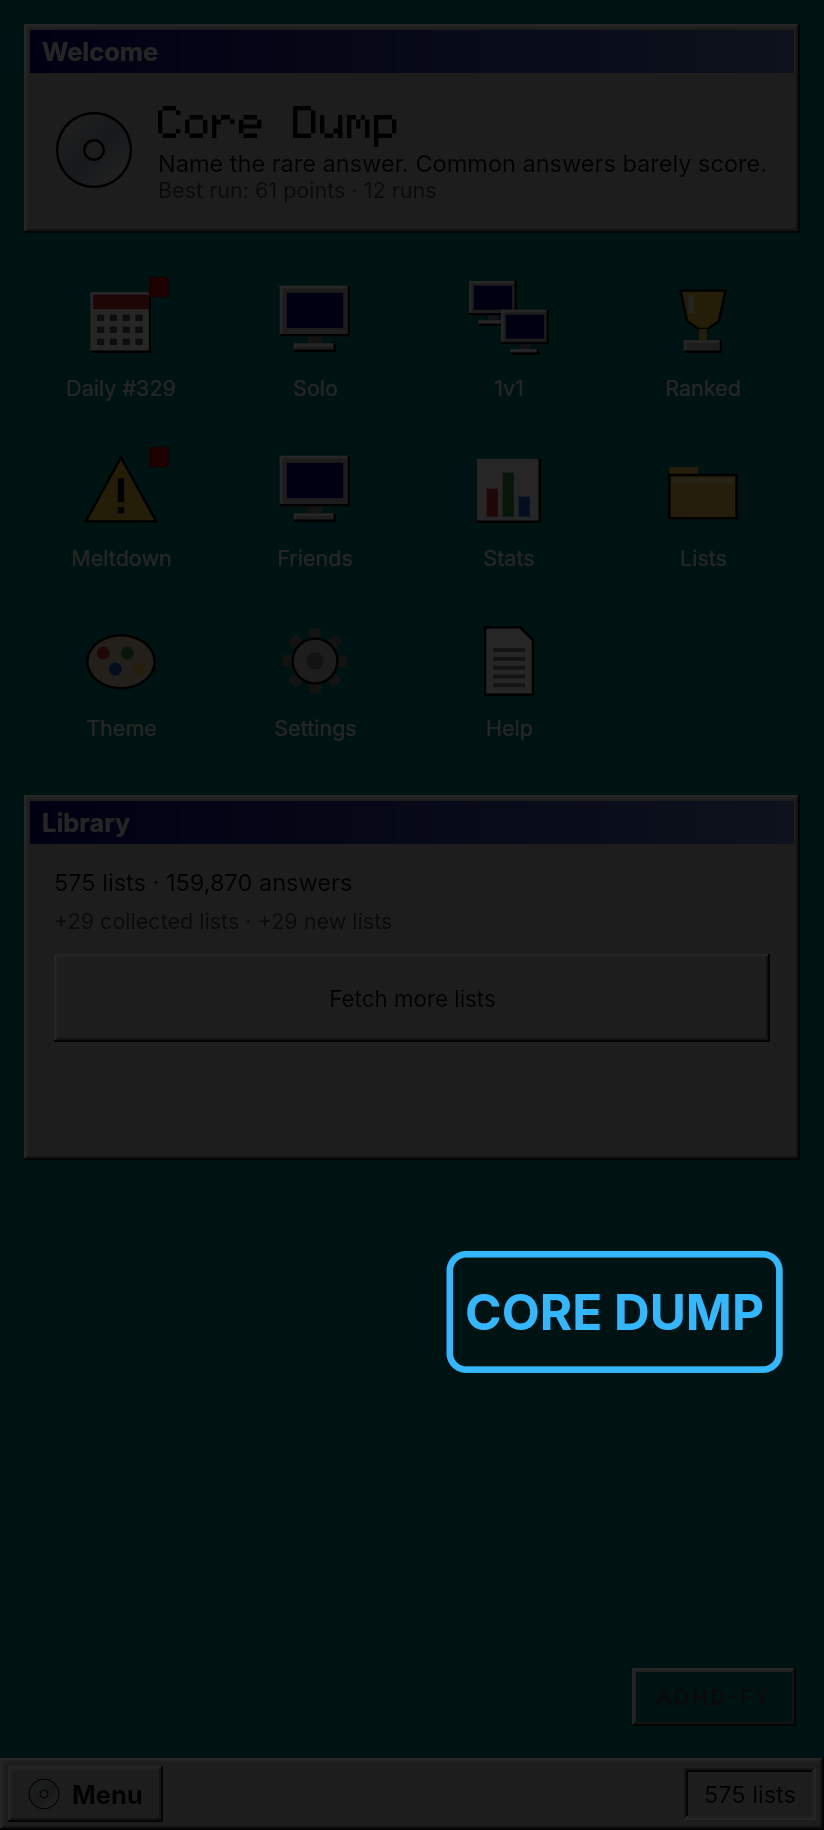 Welcome
Core Dump
Name the rare answer. Common answers barely score.
Best run: 61 points · 12 runs
Daily #329
Solo
1v1
Ranked
Meltdown
Friends
Stats
Lists
Theme
Settings
Help
Library
575 lists · 159,870 answers
+29 collected lists · +29 new lists
Fetch more lists
CORE DUMP
ADHD-FY
Menu
575 lists